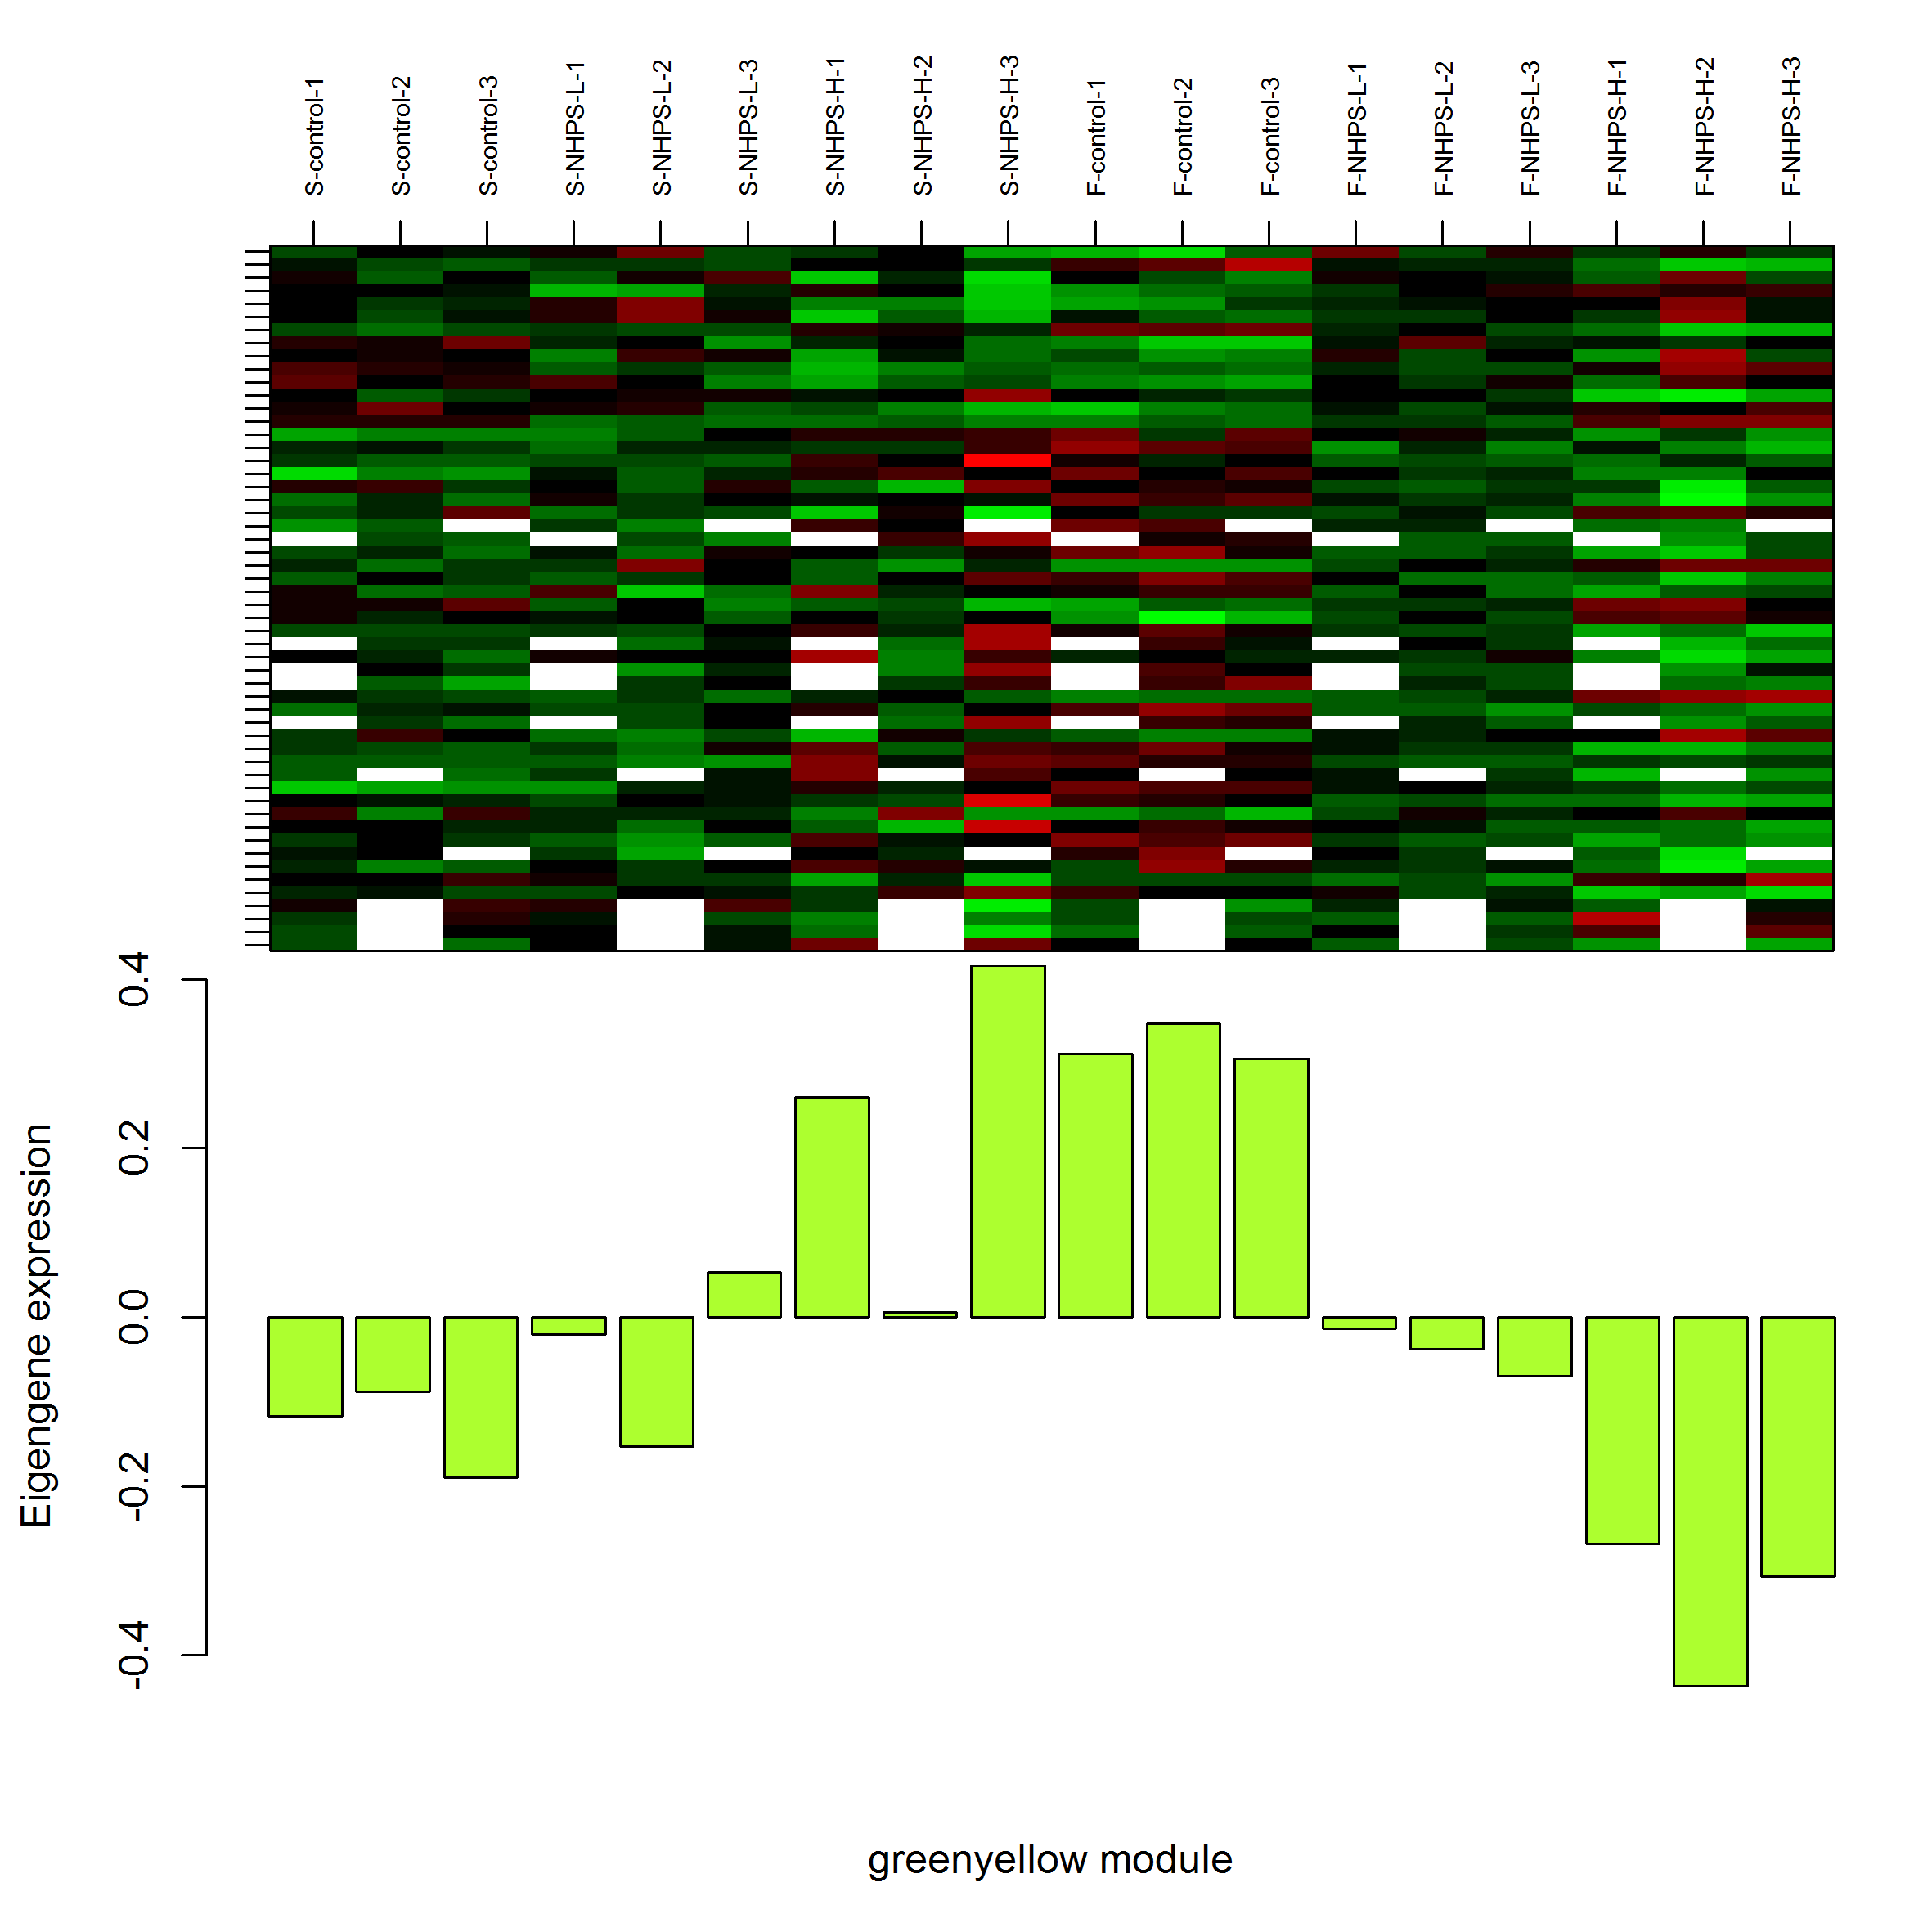 S-control-1
S-control-2
S-control-3
S-NHPS-L-1
S-NHPS-L-2
S-NHPS-L-3
S-NHPS-H-1
S-NHPS-H-2
S-NHPS-H-3
F-control-1
F-control-2
F-control-3
F-NHPS-L-1
F-NHPS-L-2
F-NHPS-L-3
F-NHPS-H-1
F-NHPS-H-2
F-NHPS-H-3
0.4
0.2
0.0
-0.2
-0.4
Eigengene expression
greenyellow module